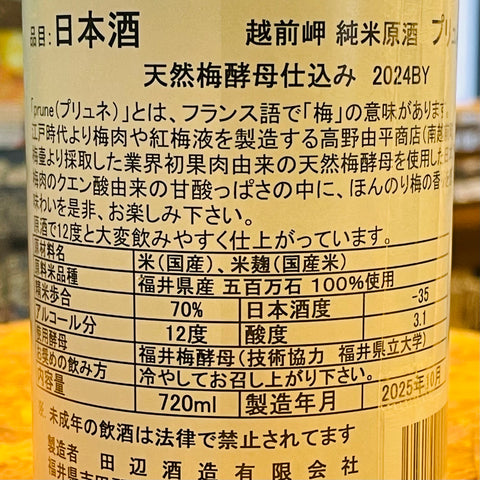 品目：日本酒
越前岬 純米原酒 プリュ
天然梅酵母仕込み 2024BY
「prune(プリュネ)」とは、フランス語で「梅」の意味があります
江戸時代より梅肉や紅梅液を製造する高野由平商店(南越
梅壷より採取した業界初果肉由来の天然梅酵母を使用した日本
梅肉のクエン酸由来の甘酸っぱさの中に、ほんのり梅の香り
味わいを是非、お楽しみ下さい。
原酒で12度と大変飲みやすく仕上がっています。
原材料名 米(国産)、米麹(国産米)
原料米品種 福井県産 五百万石 100%使用
精米歩合 70% 日本酒度 -35
アルコール分 12度 酸度 3.1
使用酵母 福井梅酵母(技術協力 福井県立大学)
お奨めの飲み方 冷やしてお召し上がり下さい。
内容量 720ml 製造年月 2025年10月
※ 未成年の飲酒は法律で禁止されてます
製造者 田辺酒造有限会社
福井県吉田